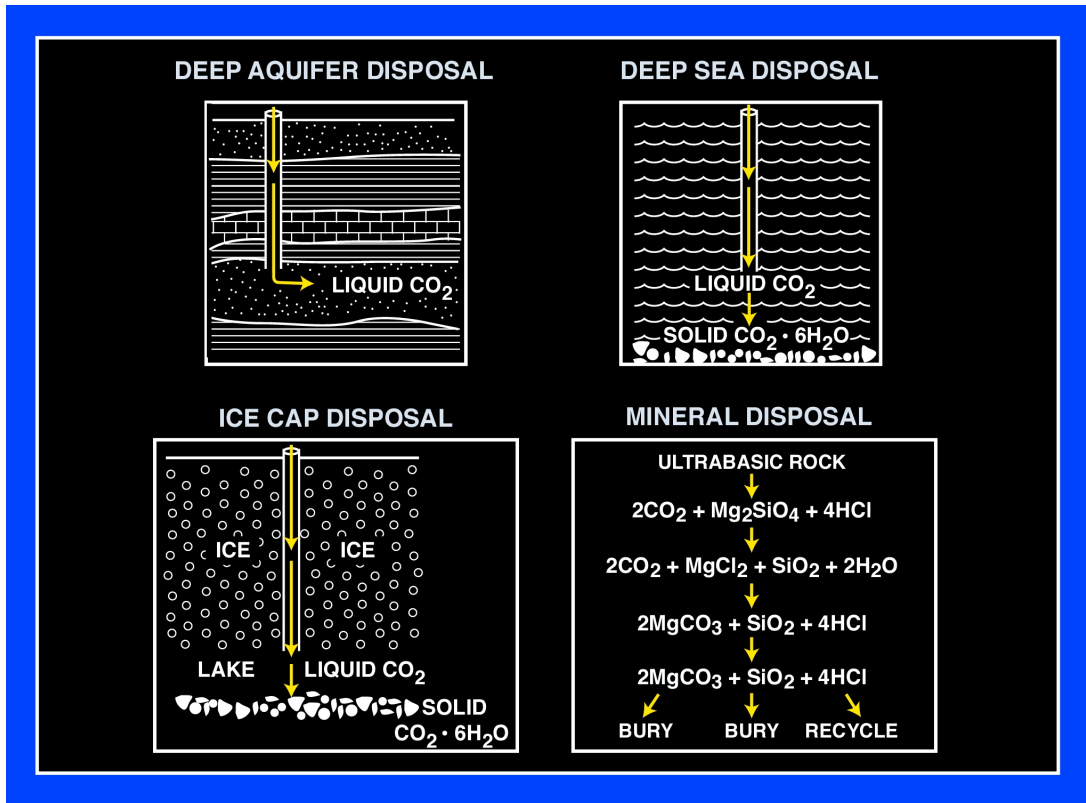 DEEP AQUIFER DISPOSAL
LIQUID CO₂
DEEP SEA DISPOSAL
LIQUID CO₂
SOLID CO₂ • 6H₂O
ICE CAP DISPOSAL
ICE ICE
LAKE LIQUID CO₂
SOLID
CO₂ • 6H₂O
MINERAL DISPOSAL
ULTRABASIC ROCK
2CO₂ + Mg₂SiO₄ + 4HCl
2CO₂ + MgCl₂ + SiO₂ + 2H₂O
2MgCO₃ + SiO₂ + 4HCl
2MgCO₃ + SiO₂ + 4HCl
BURY BURY RECYCLE